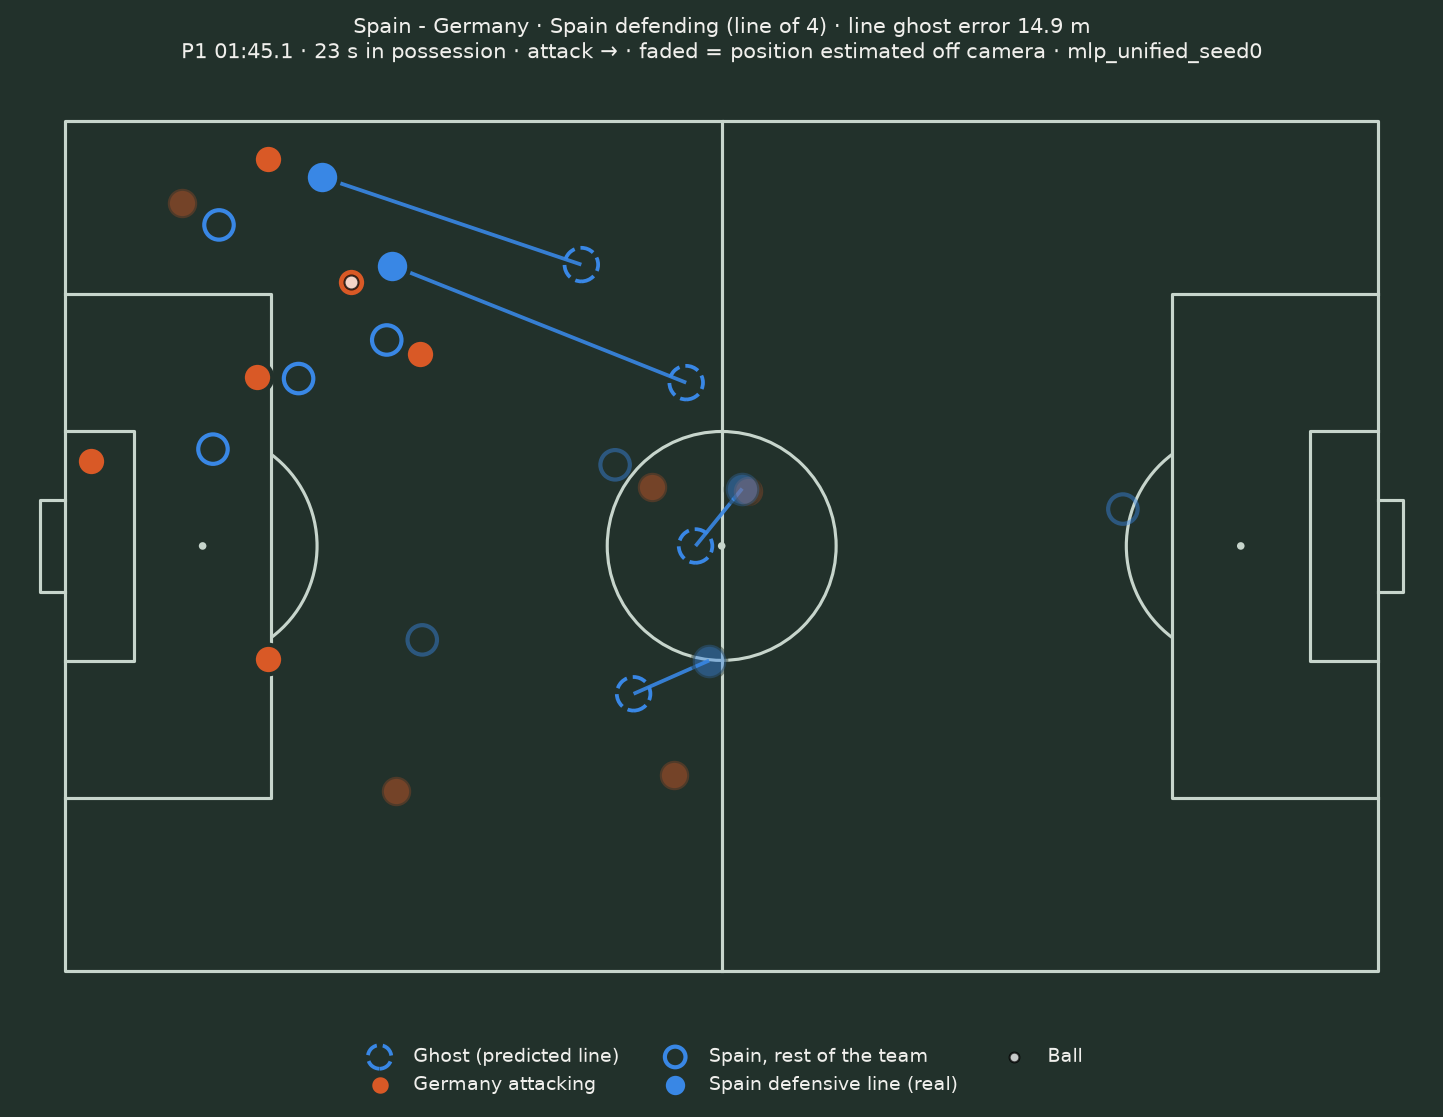 Spain - Germany · Spain defending (line of 4) · line ghost error 14.9 m
P1 01:45.1 · 23 s in possession · attack → · faded = position estimated off camera · mlp_unified_seed0
Ghost (predicted line)
Germany attacking
Spain, rest of the team
Spain defensive line (real)
Ball